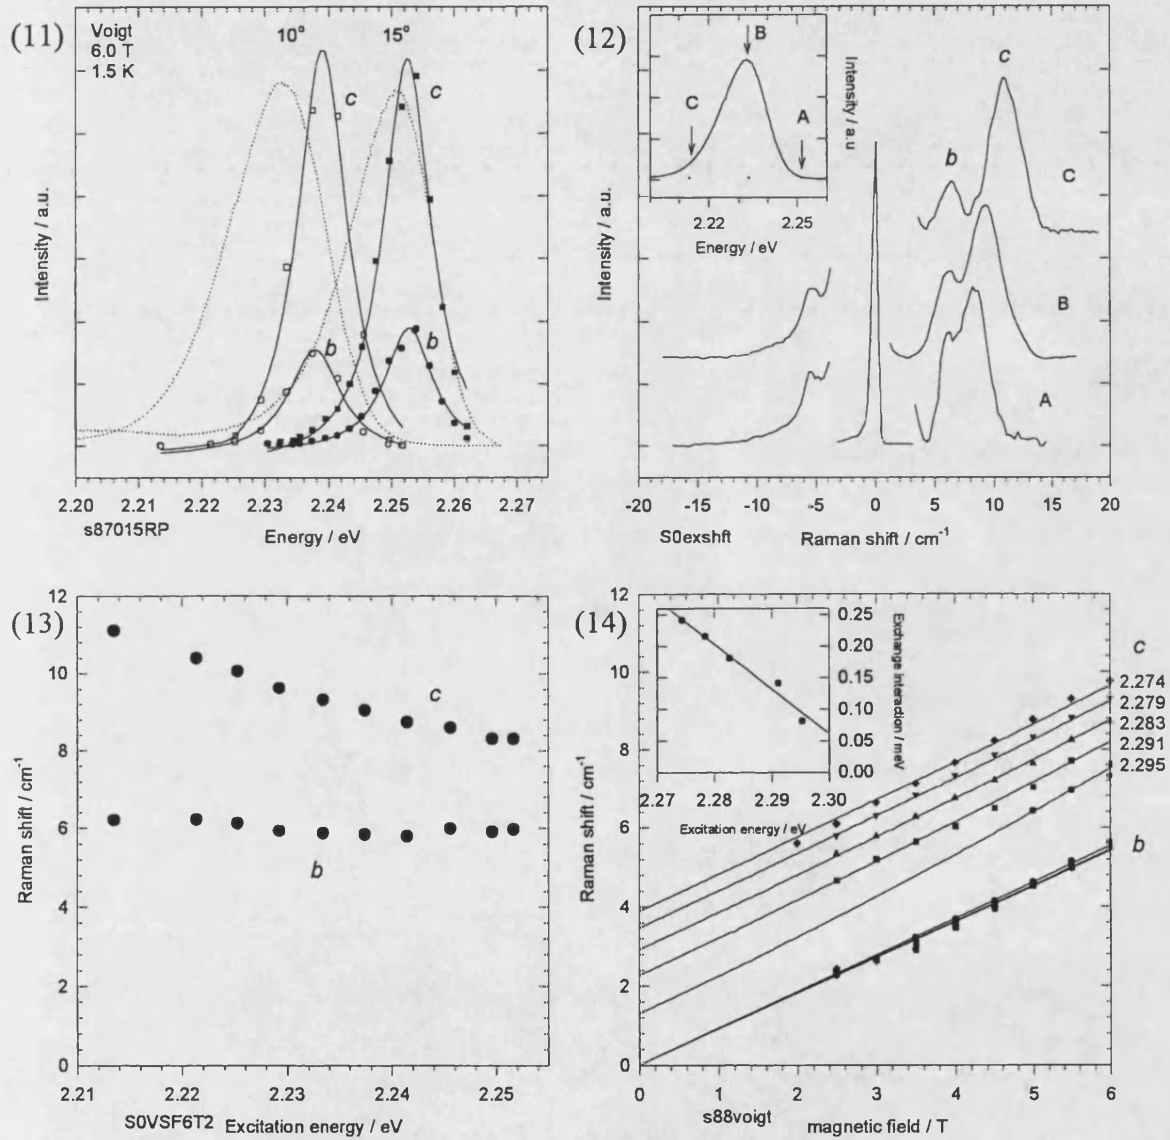 (11)
Voigt
6.0 T
1.5 K
10°
15°
c
c
b
b
Intensity / a.u.
2.20
2.21
2.22
2.23
2.24
2.25
2.26
2.27
s87015RP
Energy / eV
(12)
B
C
A
Intensity / a.u
2.22
2.25
Energy / eV
c
b
C
B
A
Intensity / a.u.
-20
-15
-10
-5
0
5
10
15
20
S0exshft
Raman shift / cm-1
(13)
12
10
8
6
4
2
0
c
b
Raman shift / cm-1
2.21
2.22
2.23
2.24
2.25
S0VSF6T2
Excitation energy / eV
(14)
12
10
8
6
4
2
0
0.25
0.20
0.15
0.10
0.05
0.00
Exchange interaction / meV
2.27
2.28
2.29
2.30
Excitation energy / eV
c
2.274
2.279
2.283
2.291
2.295
b
Raman shift / cm-1
0
1
2
3
4
5
6
s88voigt
magnetic field / T